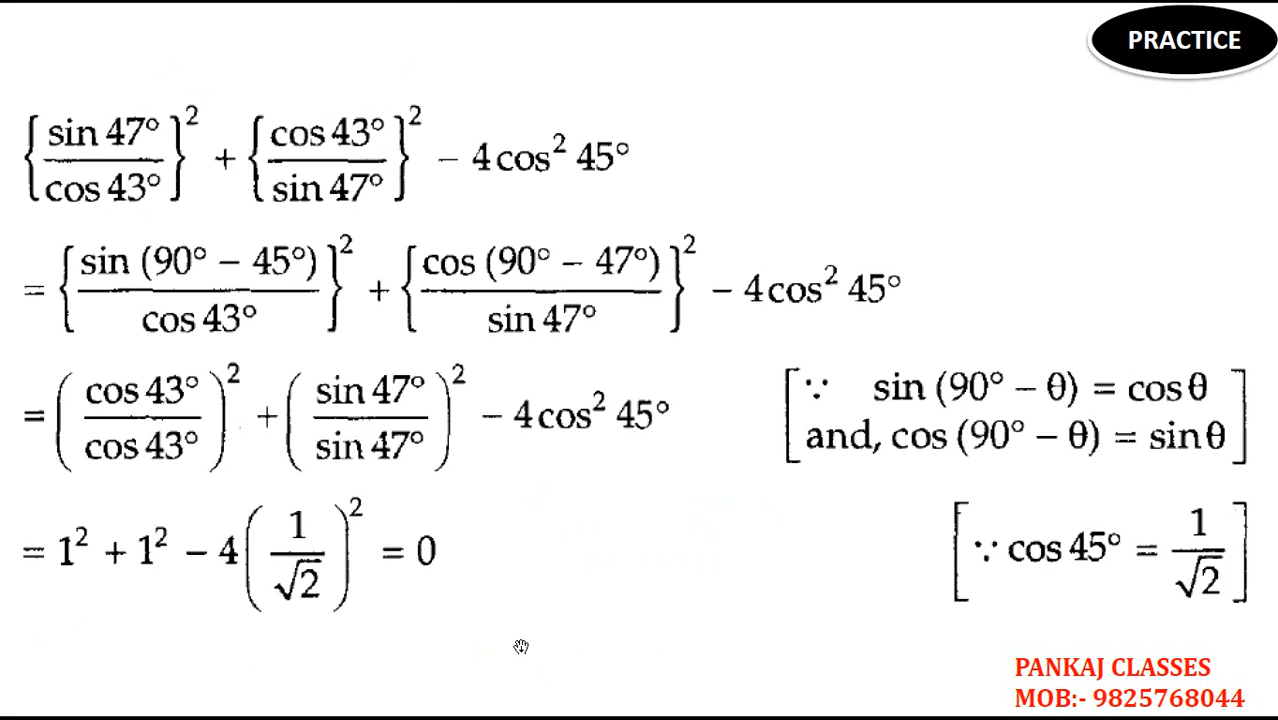 PRACTICE
{sin 47° / cos 43°}² + {cos 43° / sin 47°}² − 4 cos² 45°
= {sin (90° − 45°) / cos 43°}² + {cos (90° − 47°) / sin 47°}² − 4 cos² 45°
= (cos 43° / cos 43°)² + (sin 47° / sin 47°)² − 4 cos² 45° [∵ sin (90° − θ) = cos θ
and, cos (90° − θ) = sin θ]
= 1² + 1² − 4 (1 / √2)² = 0 [∵ cos 45° = 1 / √2]
PANKAJ CLASSES
MOB:- 9825768044